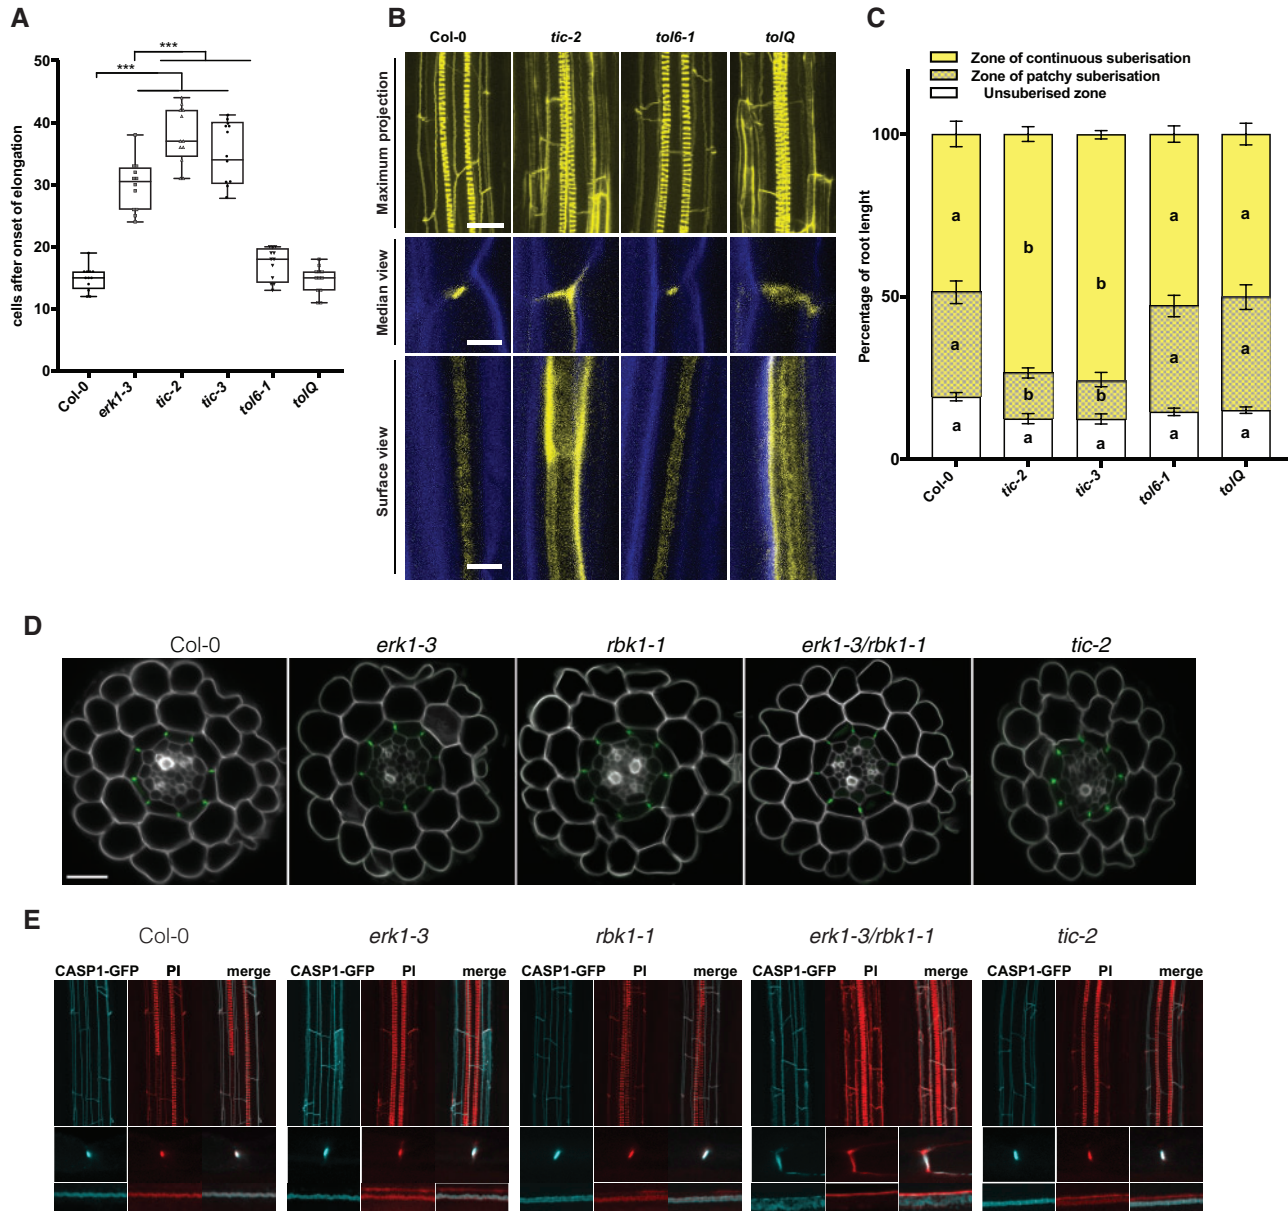 A
***
***
50
40
30
20
10
0
cells after onset of elongation
Col-0
erk1-3
tic-2
tic-3
tol6-1
tolQ
B
Col-0
tic-2
tol6-1
tolQ
Maximum projection
Median view
Surface view
C
Zone of continuous suberisation
Zone of patchy suberisation
Unsuberised zone
Percentage of root lenght
100
50
0
a
b
b
a
a
a
b
b
a
a
a
a
a
a
a
Col-0
tic-2
tic-3
tol6-1
tolQ
D
Col-0
erk1-3
rbk1-1
erk1-3/rbk1-1
tic-2
E
Col-0
erk1-3
rbk1-1
erk1-3/rbk1-1
tic-2
CASP1-GFP PI merge
CASP1-GFP PI merge
CASP1-GFP PI merge
CASP1-GFP PI merge
CASP1-GFP PI merge